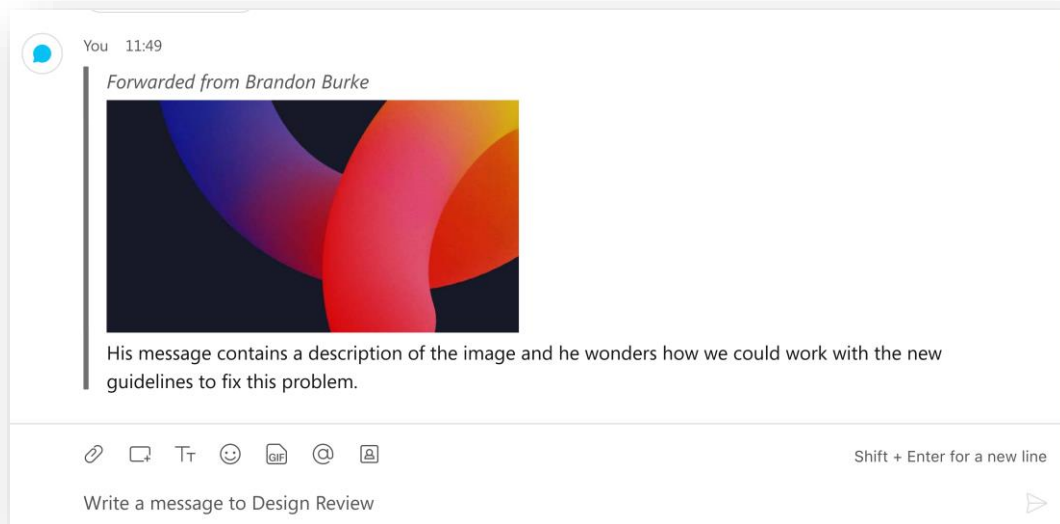 You 11:49
Forwarded from Brandon Burke
His message contains a description of the image and he wonders how we could work with the new
guidelines to fix this problem.
GIF
Shift + Enter for a new line
Write a message to Design Review